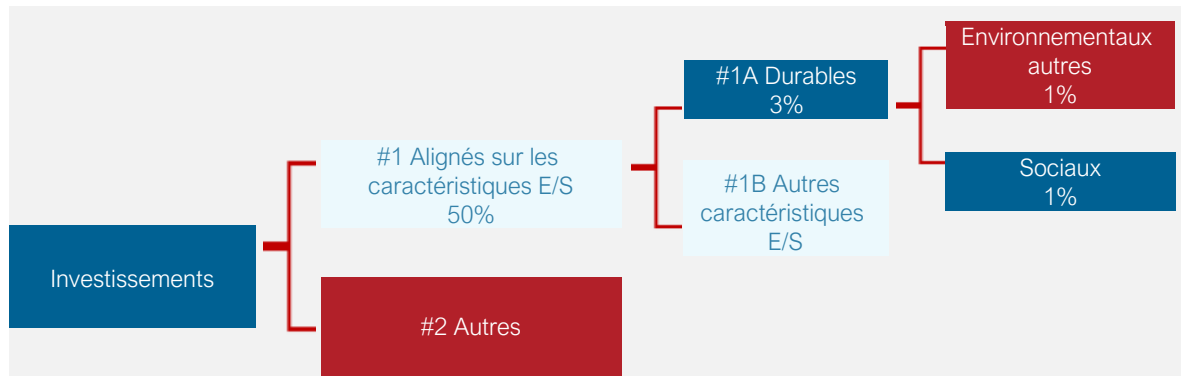 Investissements
#1 Alignés sur les
caractéristiques E/S
50%
#2 Autres
#1A Durables
3%
#1B Autres
caractéristiques
E/S
Environnementaux
autres
1%
Sociaux
1%